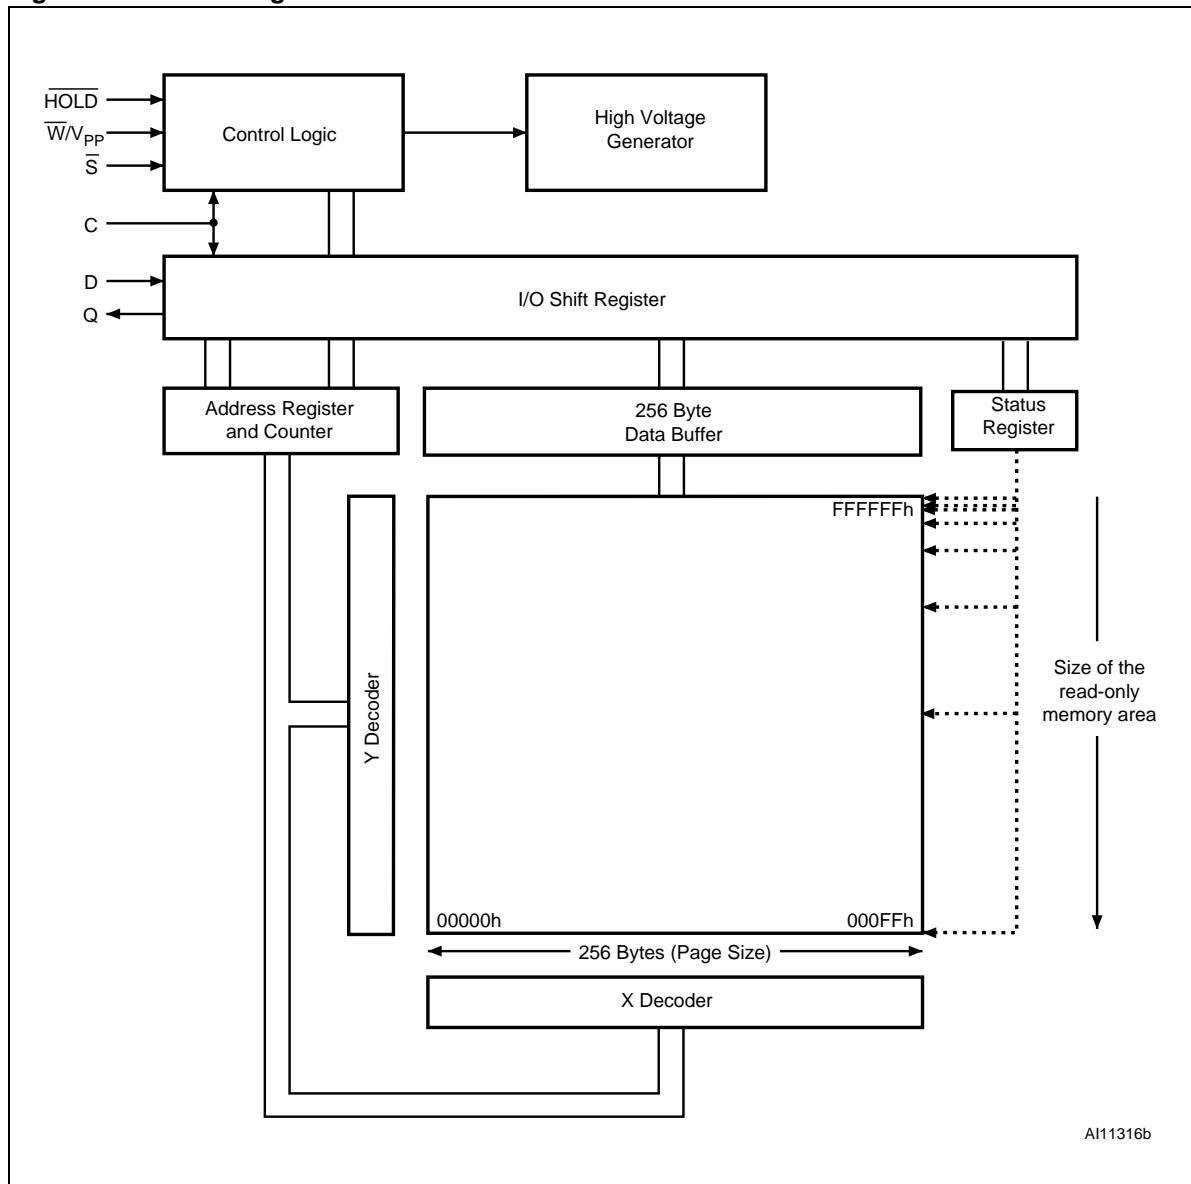 HOLD
W/VPP
S
C
D
Q
Control Logic
High Voltage
Generator
I/O Shift Register
Address Register
and Counter
256 Byte
Data Buffer
Status
Register
FFFFFFh
Y Decoder
Size of the
read-only
memory area
00000h
000FFh
256 Bytes (Page Size)
X Decoder
AI11316b